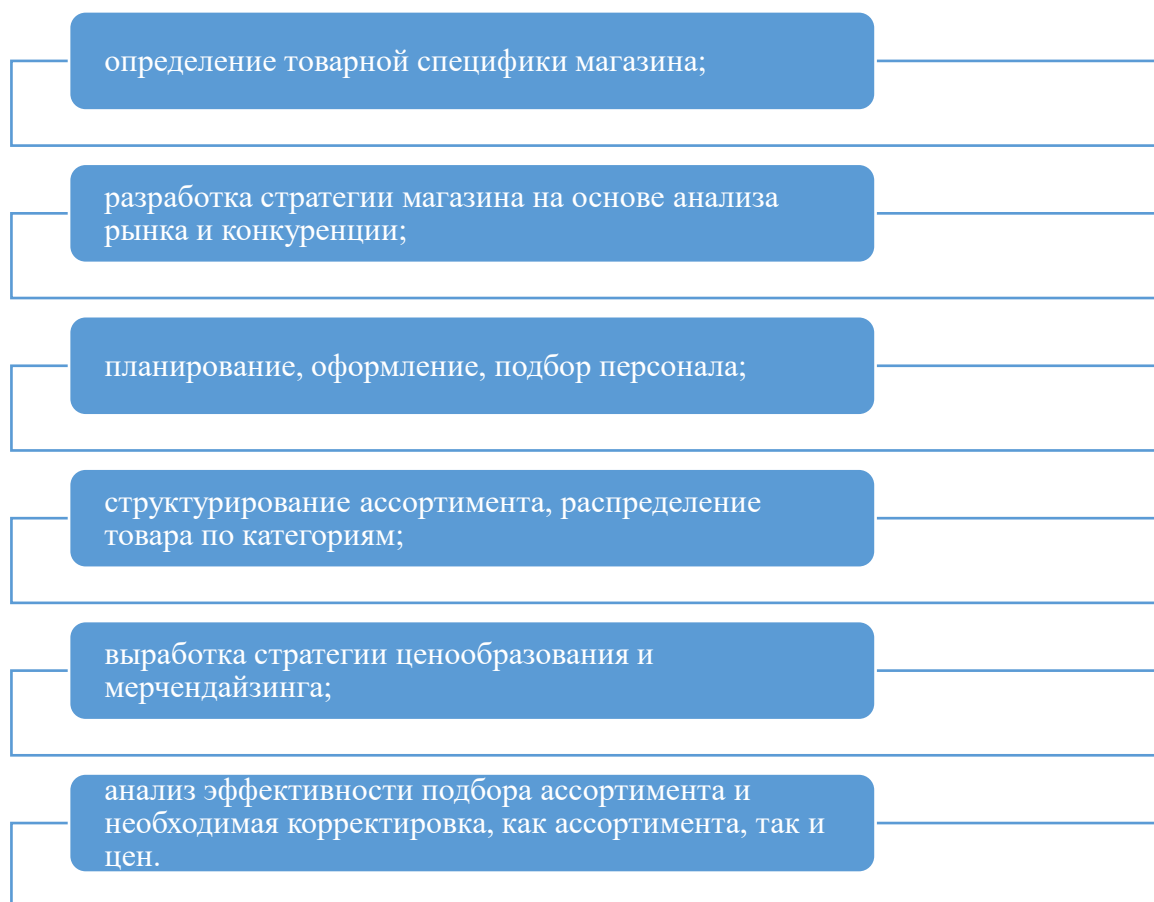 определение товарной специфики магазина;
разработка стратегии магазина на основе анализа
рынка и конкуренции;
планирование, оформление, подбор персонала;
структурирование ассортимента, распределение
товара по категориям;
выработка стратегии ценообразования и
мерчендайзинга;
анализ эффективности подбора ассортимента и
необходимая корректировка, как ассортимента, так и
цен.